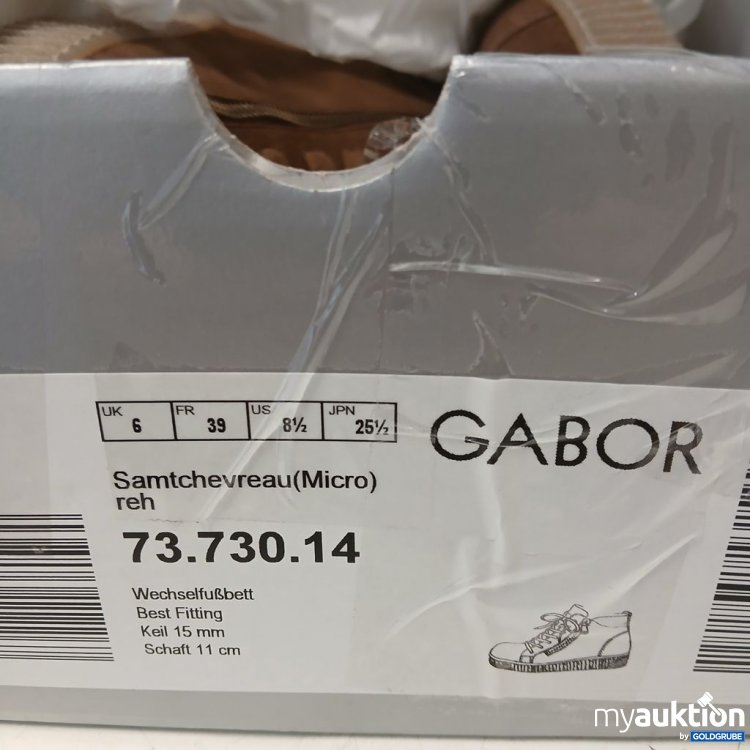 UK 6 FR 39 US 8½ JPN 25½
GABOR
Samtchevreau(Micro)
reh
73.730.14
Wechselfußbett
Best Fitting
Keil 15 mm
Schaft 11 cm
myauktion
by GOLDGRUBE